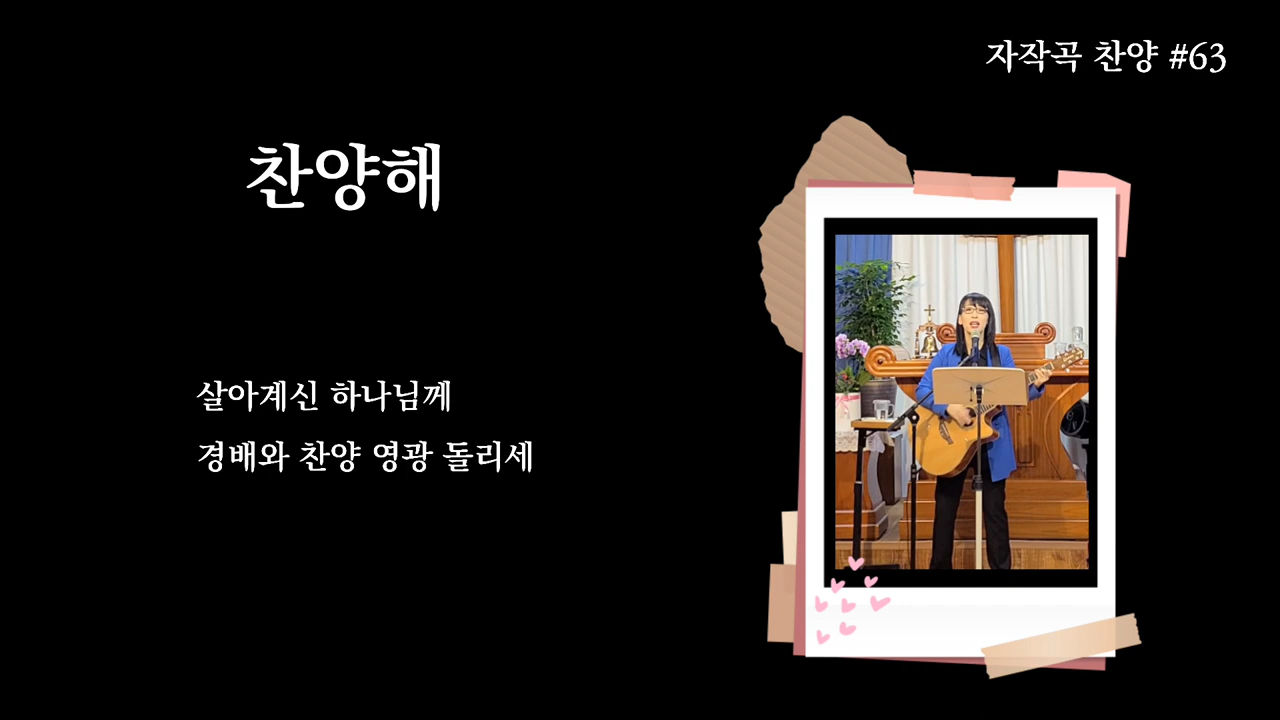 자작곡 찬양 #63
찬양해
살아계신 하나님께
경배와 찬양 영광 돌리세